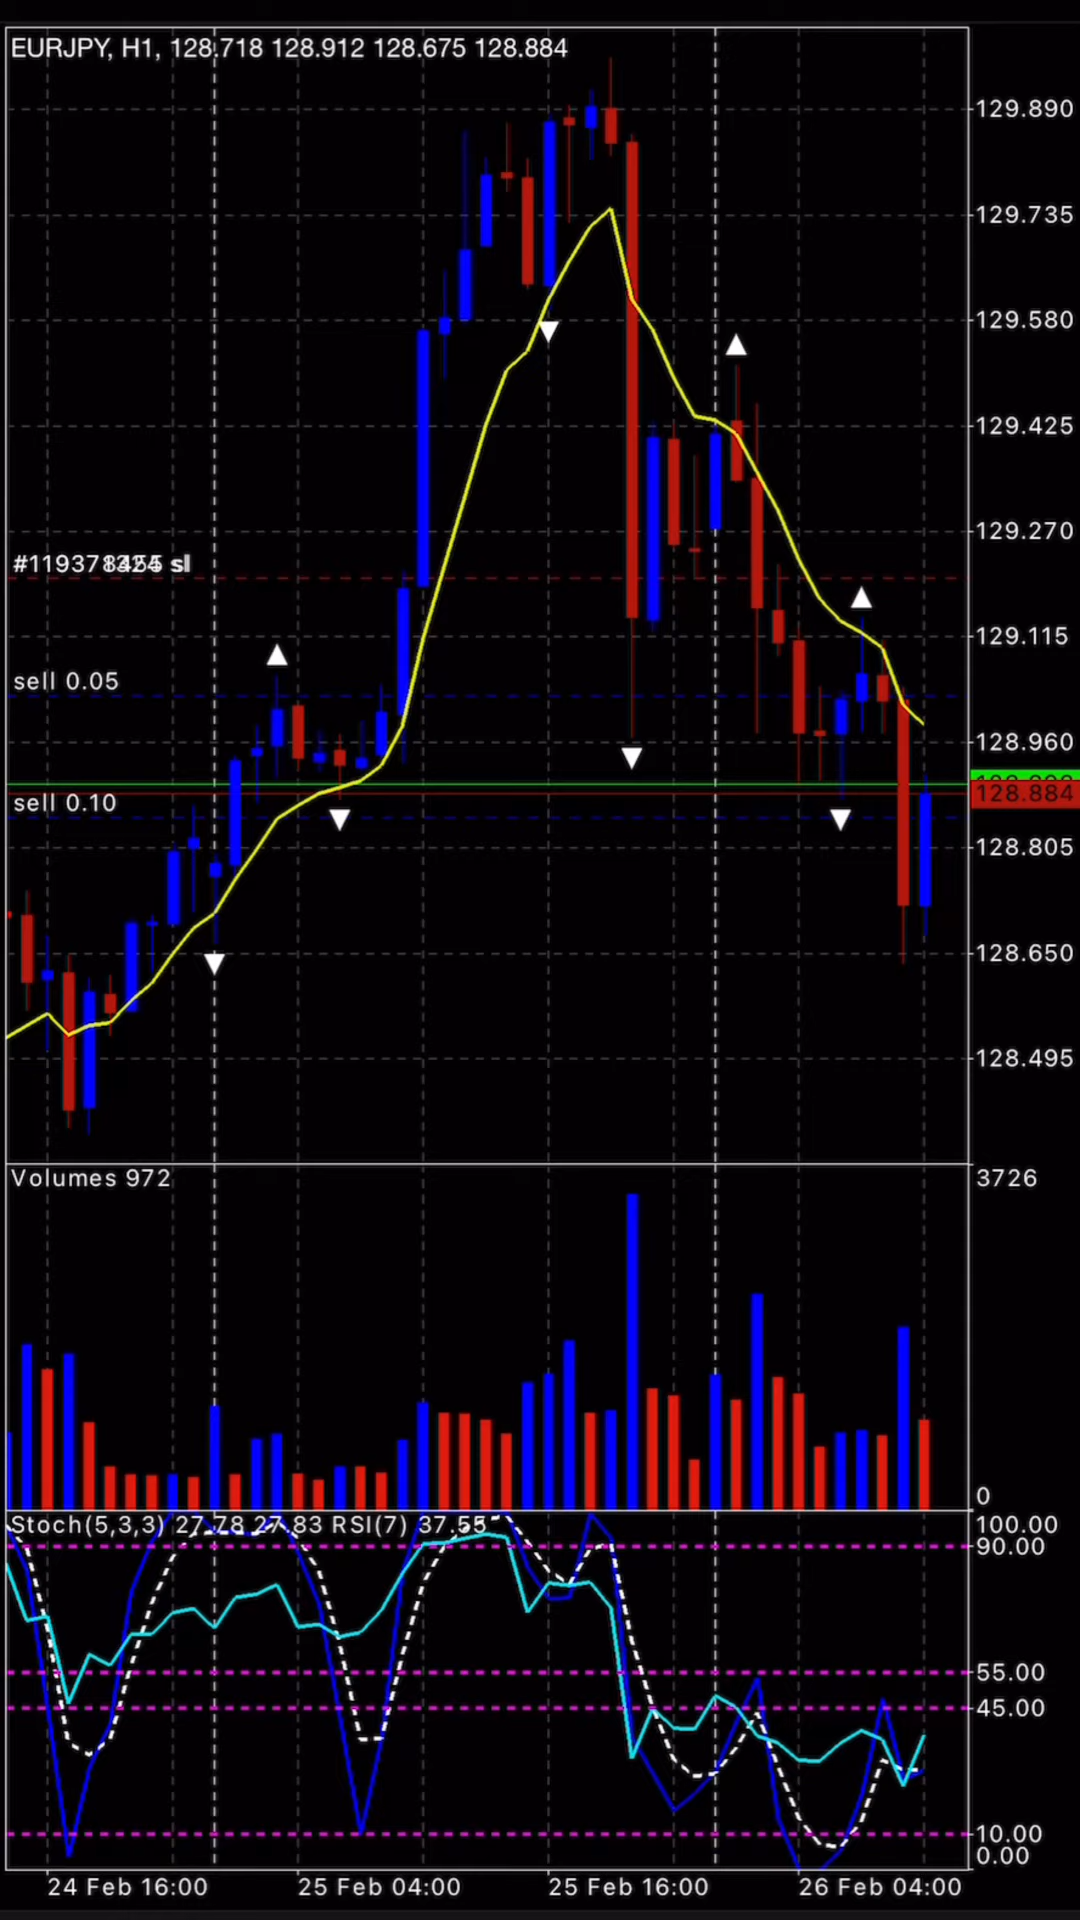 EURJPY, H1, 128.718 128.912 128.675 128.884
129.890
129.735
129.580
129.425
129.270
sl
129.115
sell 0.05
128.960
128.884
sell 0.10
128.805
128.650
128.495
Volumes 972
3726
0
Stoch(5,3,3) 27.78 27.83 RSI(7) 37.55
100.00
90.00
55.00
45.00
10.00
0.00
24 Feb 16:00 25 Feb 04:00 25 Feb 16:00 26 Feb 04:00